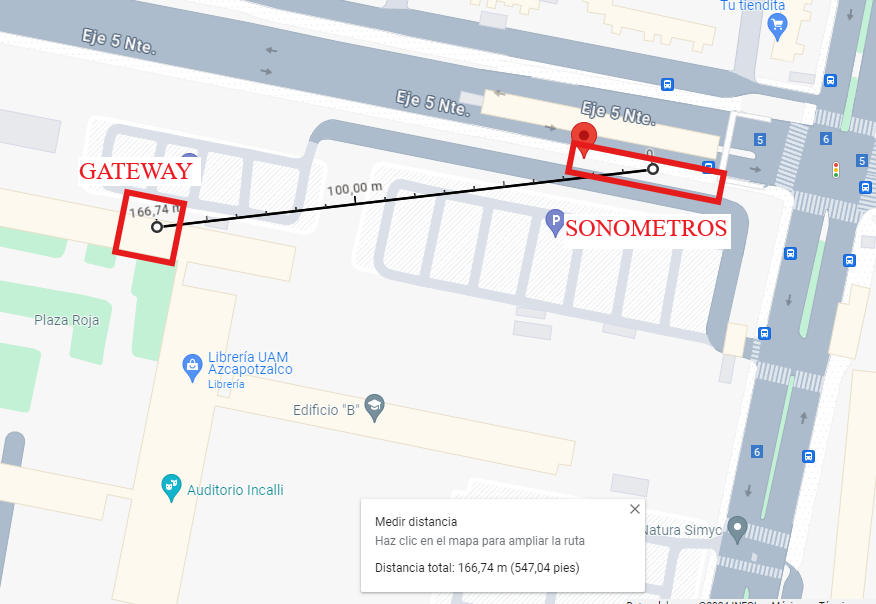 Tu tiendita
Eje 5 Nte.
Eje 5 Nte.
Eje 5 Nte.
5
6
5
GATEWAY
100,00 m
166,74 m
P
SONOMETROS
Plaza Roja
Librería UAM
Azcapotzalco
Librería
Edificio "B"
6
Auditorio Incalli
Medir distancia
Haz clic en el mapa para ampliar la ruta
Distancia total: 166,74 m (547,04 pies)
Natura Simyc